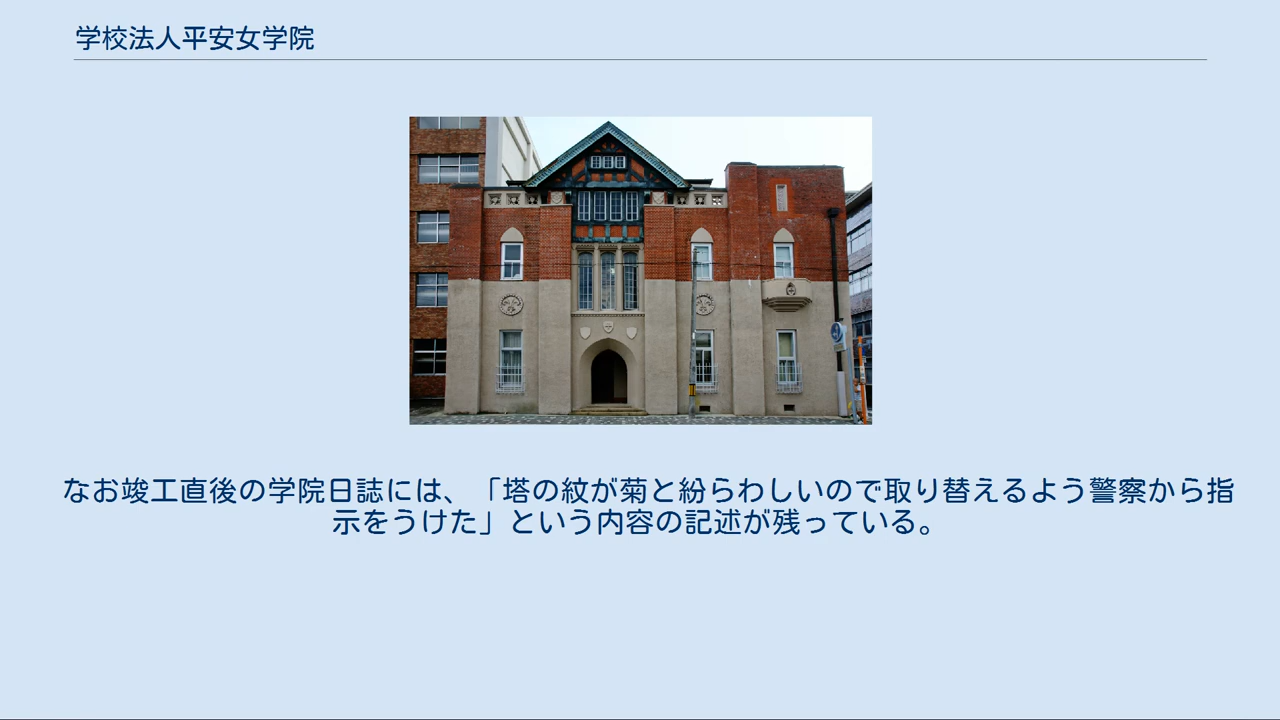 学校法人平安女学院
なお竣工直後の学院日誌には、「塔の紋が菊と紛らわしいので取り替えるよう警察から指
示をうけた」という内容の記述が残っている。